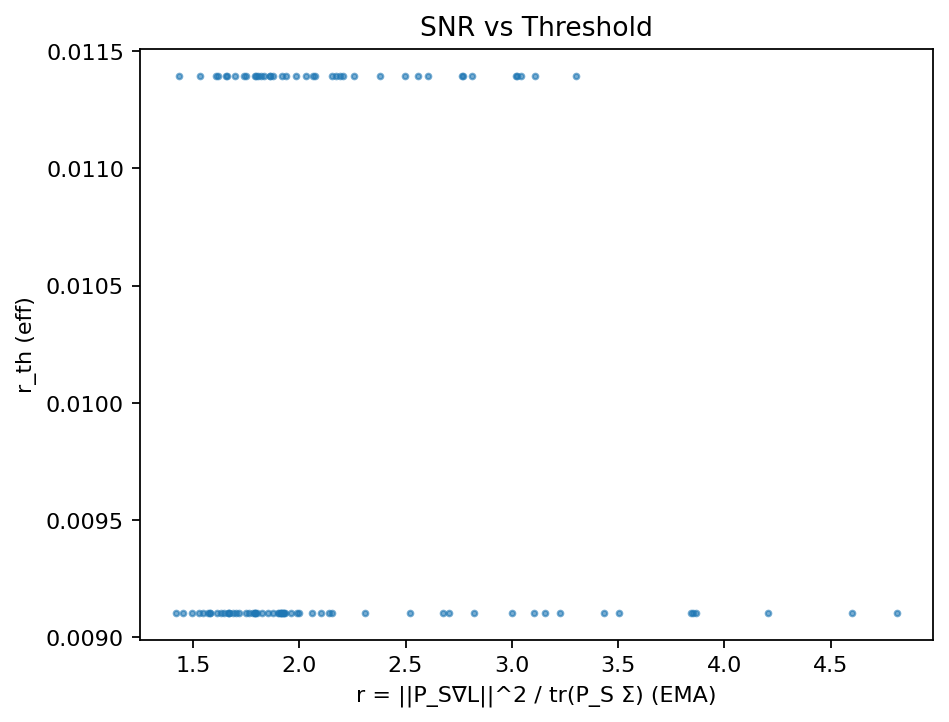 SNR vs Threshold
0.0115
0.0110
0.0105
0.0100
0.0095
0.0090
r_th (eff)
1.5 2.0 2.5 3.0 3.5 4.0 4.5
r = ||P_S∇L||^2 / tr(P_S Σ) (EMA)